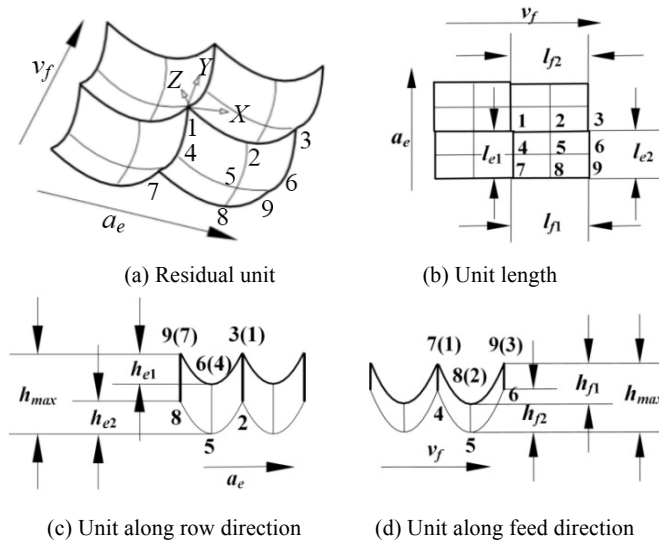 v_f
Z
Y
X
1
4
2
3
5
6
7
8
9
a_e
(a) Residual unit
v_f
l_f2
a_e
1 2 3
l_e1 4 5 6 l_e2
7 8 9
l_f1
(b) Unit length
9(7) 3(1)
h_e1 6(4)
h_max
h_e2 8 2
5
a_e
(c) Unit along row direction
7(1) 9(3)
8(2) h_f1
6 h_max
4 h_f2
5
v_f
(d) Unit along feed direction